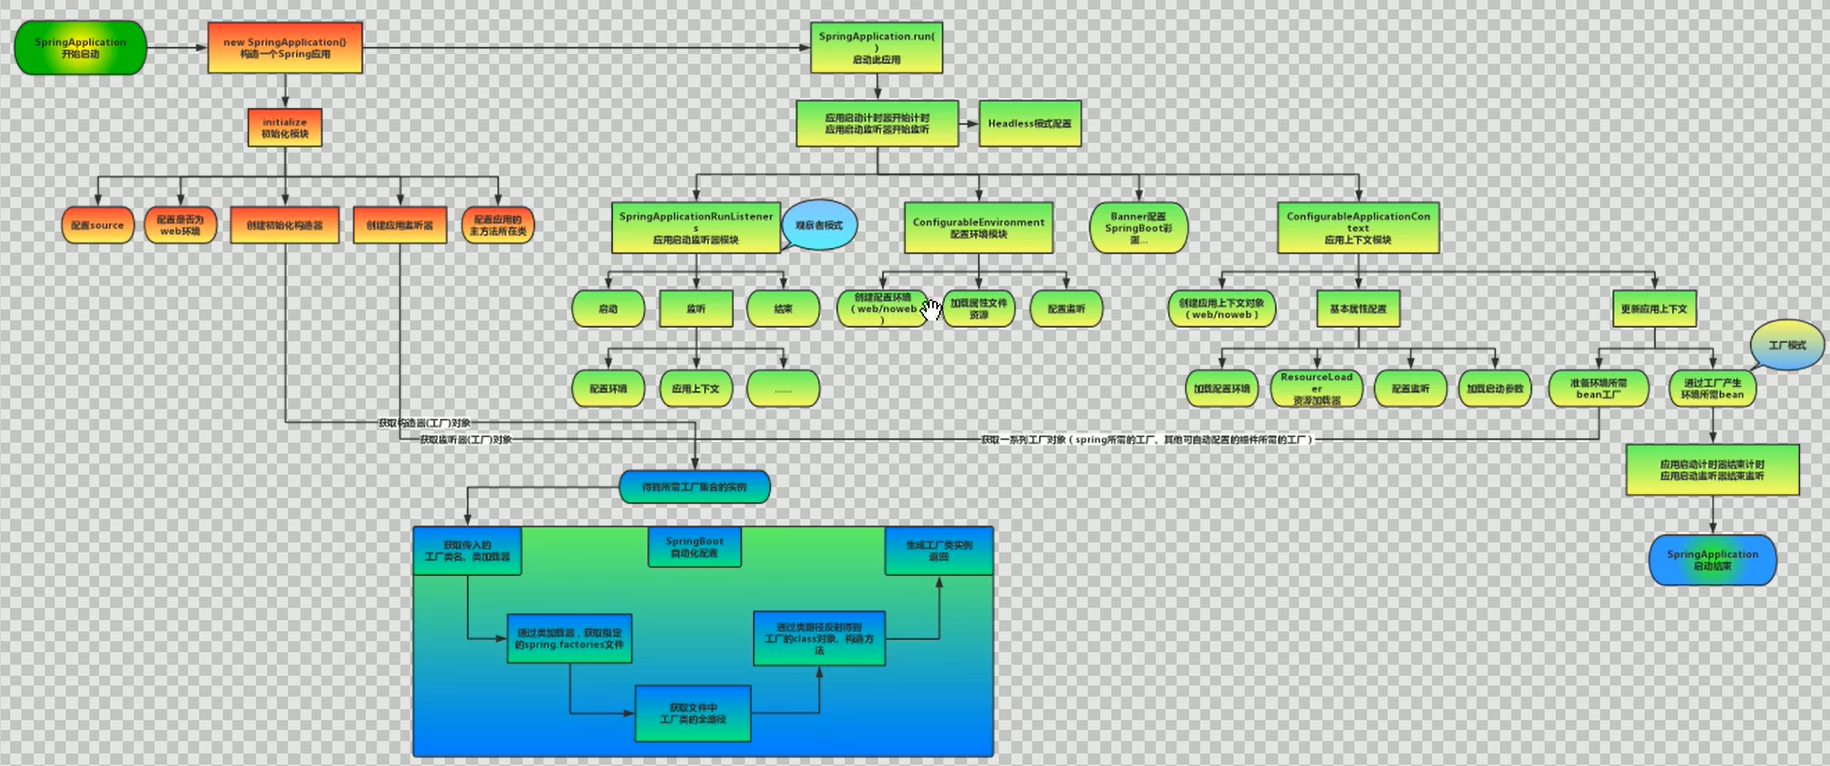 SpringApplication
开始启动
new SpringApplication()
构造一个Spring应用
SpringApplication.run(
)
启动此应用
initialize
初始化模块
应用启动计时器开始计时
应用启动监听器开始监听
Headless模式配置
配置source
配置是否为
web环境
创建初始化构造器
创建应用监听器
配置应用的
主方法所在类
SpringApplicationRunListener
s
应用启动监听器模块
观察者模式
ConfigurableEnvironment
配置环境模块
Banner配置
SpringBoot彩
蛋...
ConfigurableApplicationCon
text
应用上下文模块
启动
监听
结束
创建配置环境
（web/noweb
）
加载属性文件
资源
配置监听
创建应用上下文对象
（web/noweb）
基本属性配置
更新应用上下文
工厂模式
配置环境
应用上下文
......
加载配置环境
ResourceLoad
er
资源加载器
配置监听
加载启动参数
准备环境所需
bean工厂
通过工厂产生
环境所需bean
获取构造器(工厂)对象
获取监听器(工厂)对象
获取一系列工厂对象（spring所需的工厂、其他可自动配置的组件所需的工厂）
应用启动计时器结束计时
应用启动监听器结束监听
得到所需工厂集合的实例
获取传入的
工厂类名、类加载器
SpringBoot
自动化配置
生成工厂类实例
返回
SpringApplication
启动结束
通过类加载器，获取指定
的spring.factories文件
通过类路径反射得到
工厂的class对象、构造方
法
获取文件中
工厂类的全路径